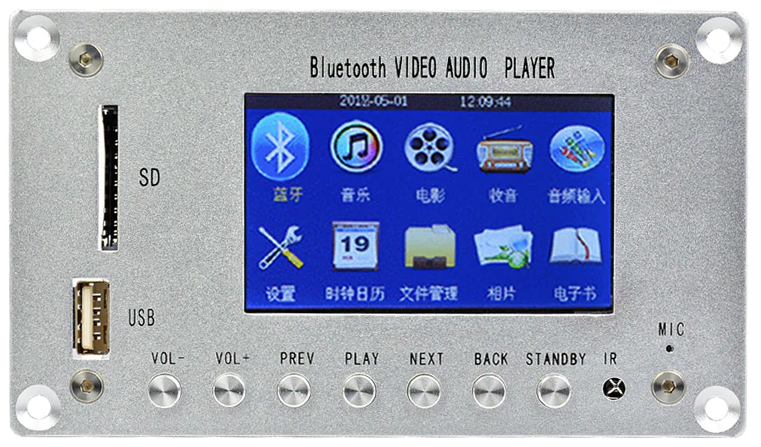 Bluetooth VIDEO AUDIO PLAYER
2018-05-01 12:09:44
蓝牙 音乐 电影 收音 音频输入
19
设置 时钟日历 文件管理 相片 电子书
SD
USB
MIC
VOL- VOL+ PREV PLAY NEXT BACK STANDBY IR